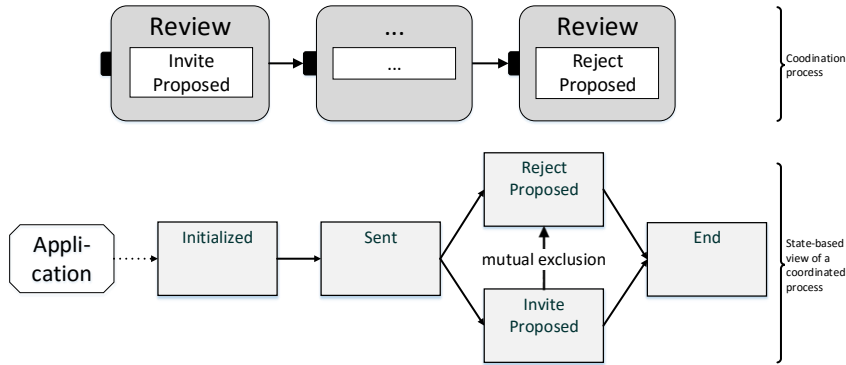 Review
Invite
Proposed
...
...
Review
Reject
Proposed
Coodination
process
Appli-
cation
Initialized
Sent
Reject
Proposed
mutual exclusion
Invite
Proposed
End
State-based
view of a
coordinated
process